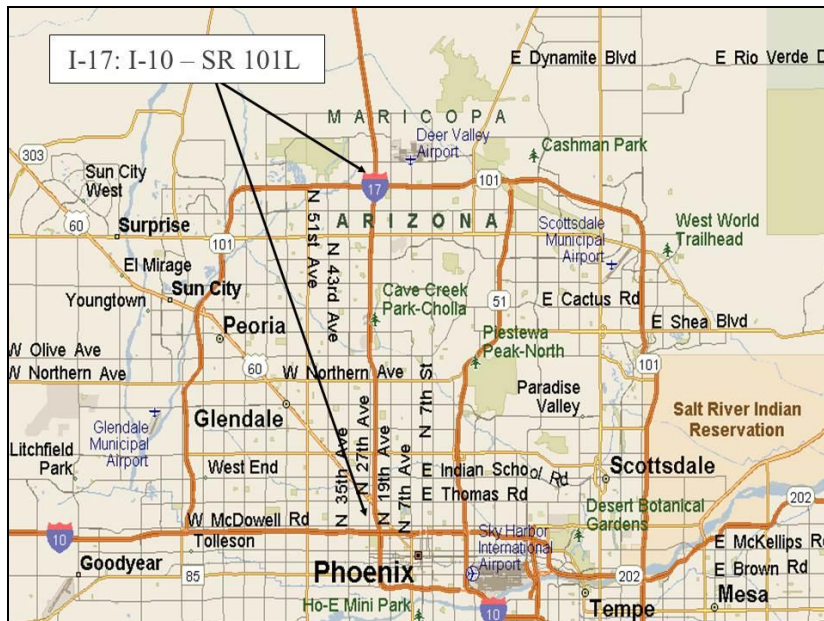 I-17: I-10 – SR 101L
E Dynamite Blvd
E Rio Verde D
MARICOPA
Deer Valley
Airport
Cashman Park
303
Sun City
West
17
101
N 51st Ave
ARIZONA
60
Surprise
101
N 43rd Ave
Scottsdale
Municipal
Airport
West World
Trailhead
El Mirage
Youngtown
Sun City
Cave Creek
Park-Cholla
51
E Cactus Rd
Peoria
E Shea Blvd
Piestewa
Peak-North
W Olive Ave
W Northern Ave
60
W Northern Ave
N 7th St
101
Paradise
Valley
Glendale
Glendale
Municipal
Airport
Salt River Indian
Reservation
Litchfield
Park
West End
N 35th Ave
N 27th Ave
N 19th Ave
N 7th Ave
E Indian School Rd
E Thomas Rd
Scottsdale
W McDowell Rd
Desert Botanical
Gardens
202
10
Tolleson
Sky Harbor
International
Airport
E McKellips Rd
Goodyear
85
Phoenix
202
E Brown Rd
Ho-E Mini Park
10
Tempe
Mesa